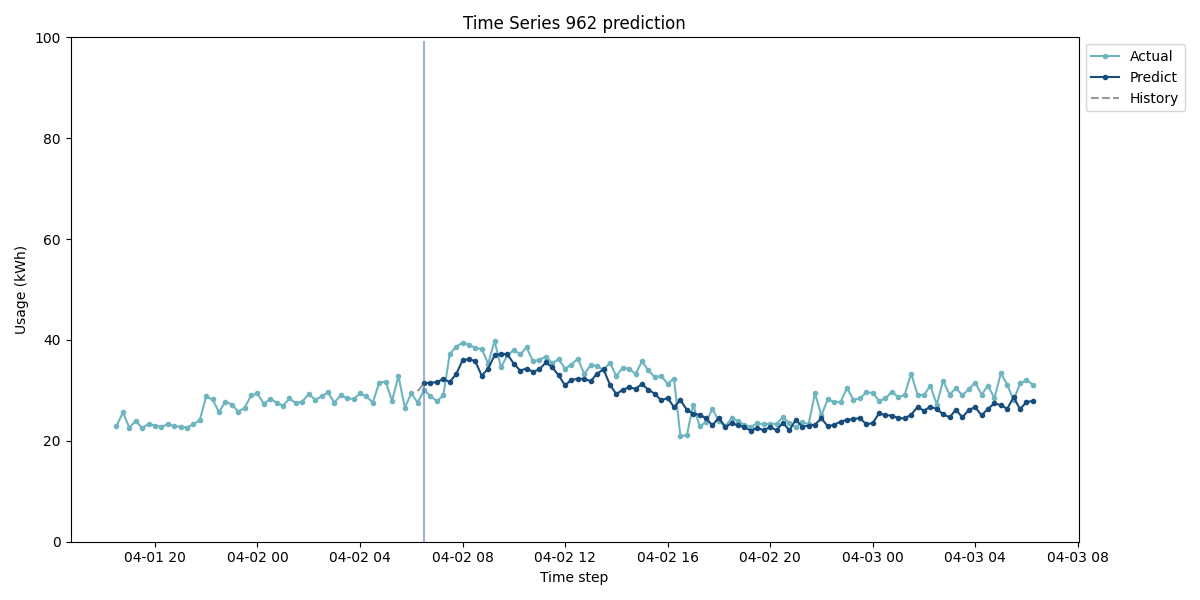 Time Series 962 prediction
100
80
60
40
20
0
Usage (kWh)
04-01 20
04-02 00
04-02 04
04-02 08
04-02 12
04-02 16
04-02 20
04-03 00
04-03 04
04-03 08
Time step
Actual
Predict
History